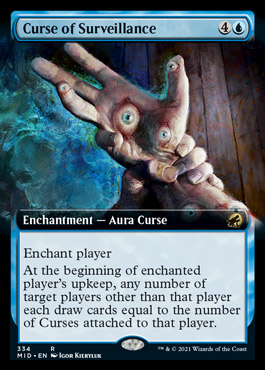 Curse of Surveillance 4
Enchantment — Aura Curse
Enchant player
At the beginning of enchanted
player's upkeep, any number of
target players other than that player
each draw cards equal to the number
of Curses attached to that player.
334 R
MID • EN Igor Kieryluk
™ & © 2021 Wizards of the Coast